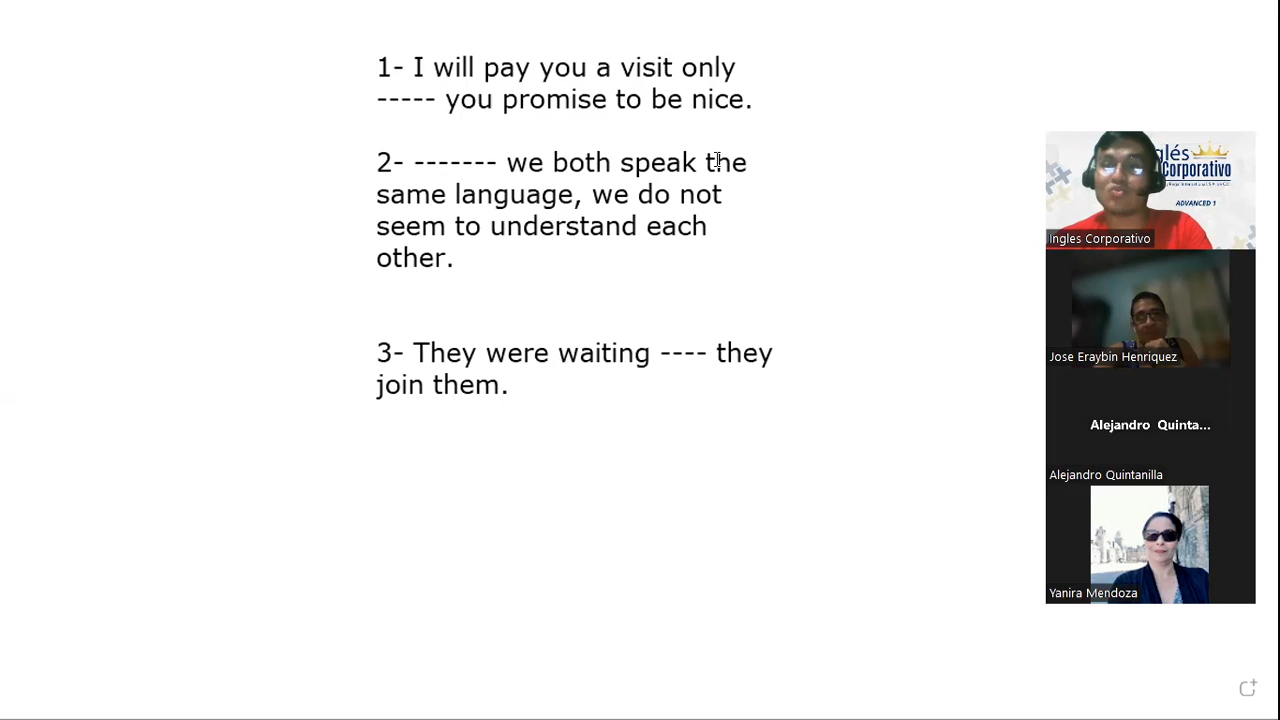 1- I will pay you a visit only
----- you promise to be nice.
2- ------- we both speak the
same language, we do not
seem to understand each
other.
3- They were waiting ---- they
join them.
glés
Corporativo
ADVANCED 1
Ingles Corporativo
Jose Eraybin Henriquez
Alejandro Quinta...
Alejandro Quintanilla
Yanira Mendoza